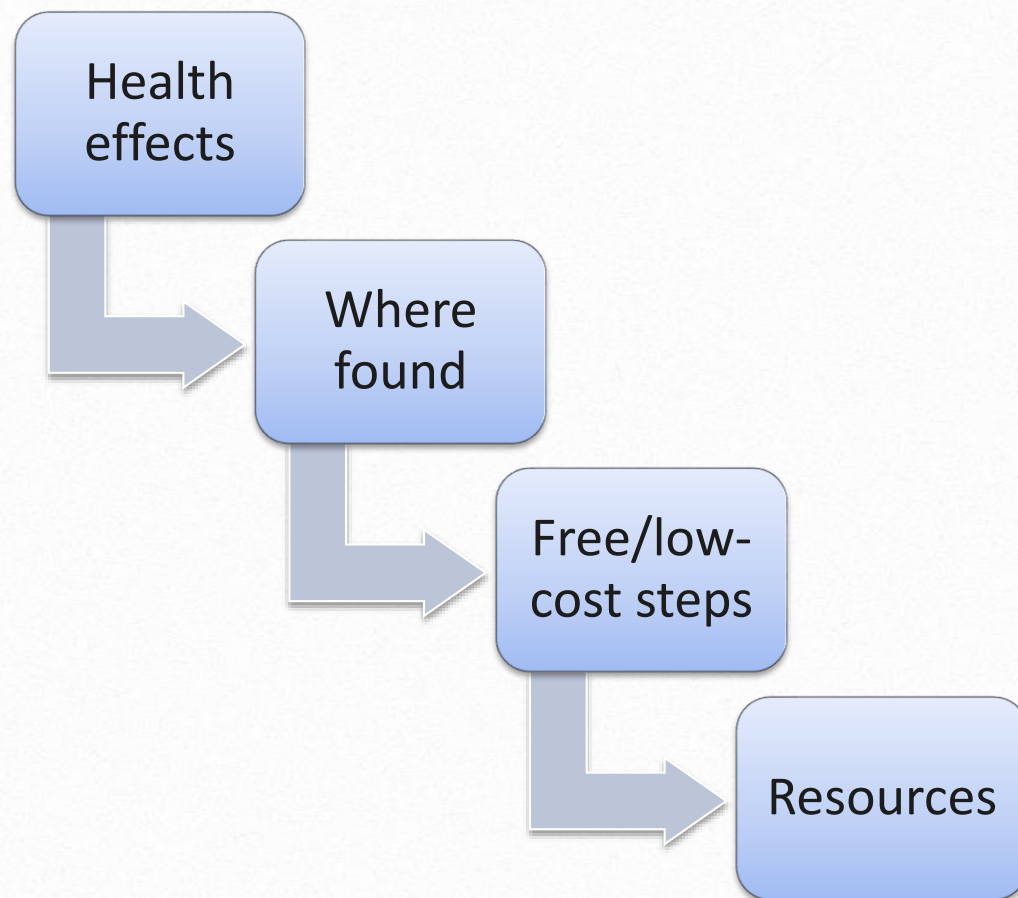 Health
effects
Where
found
Free/low-
cost steps
Resources